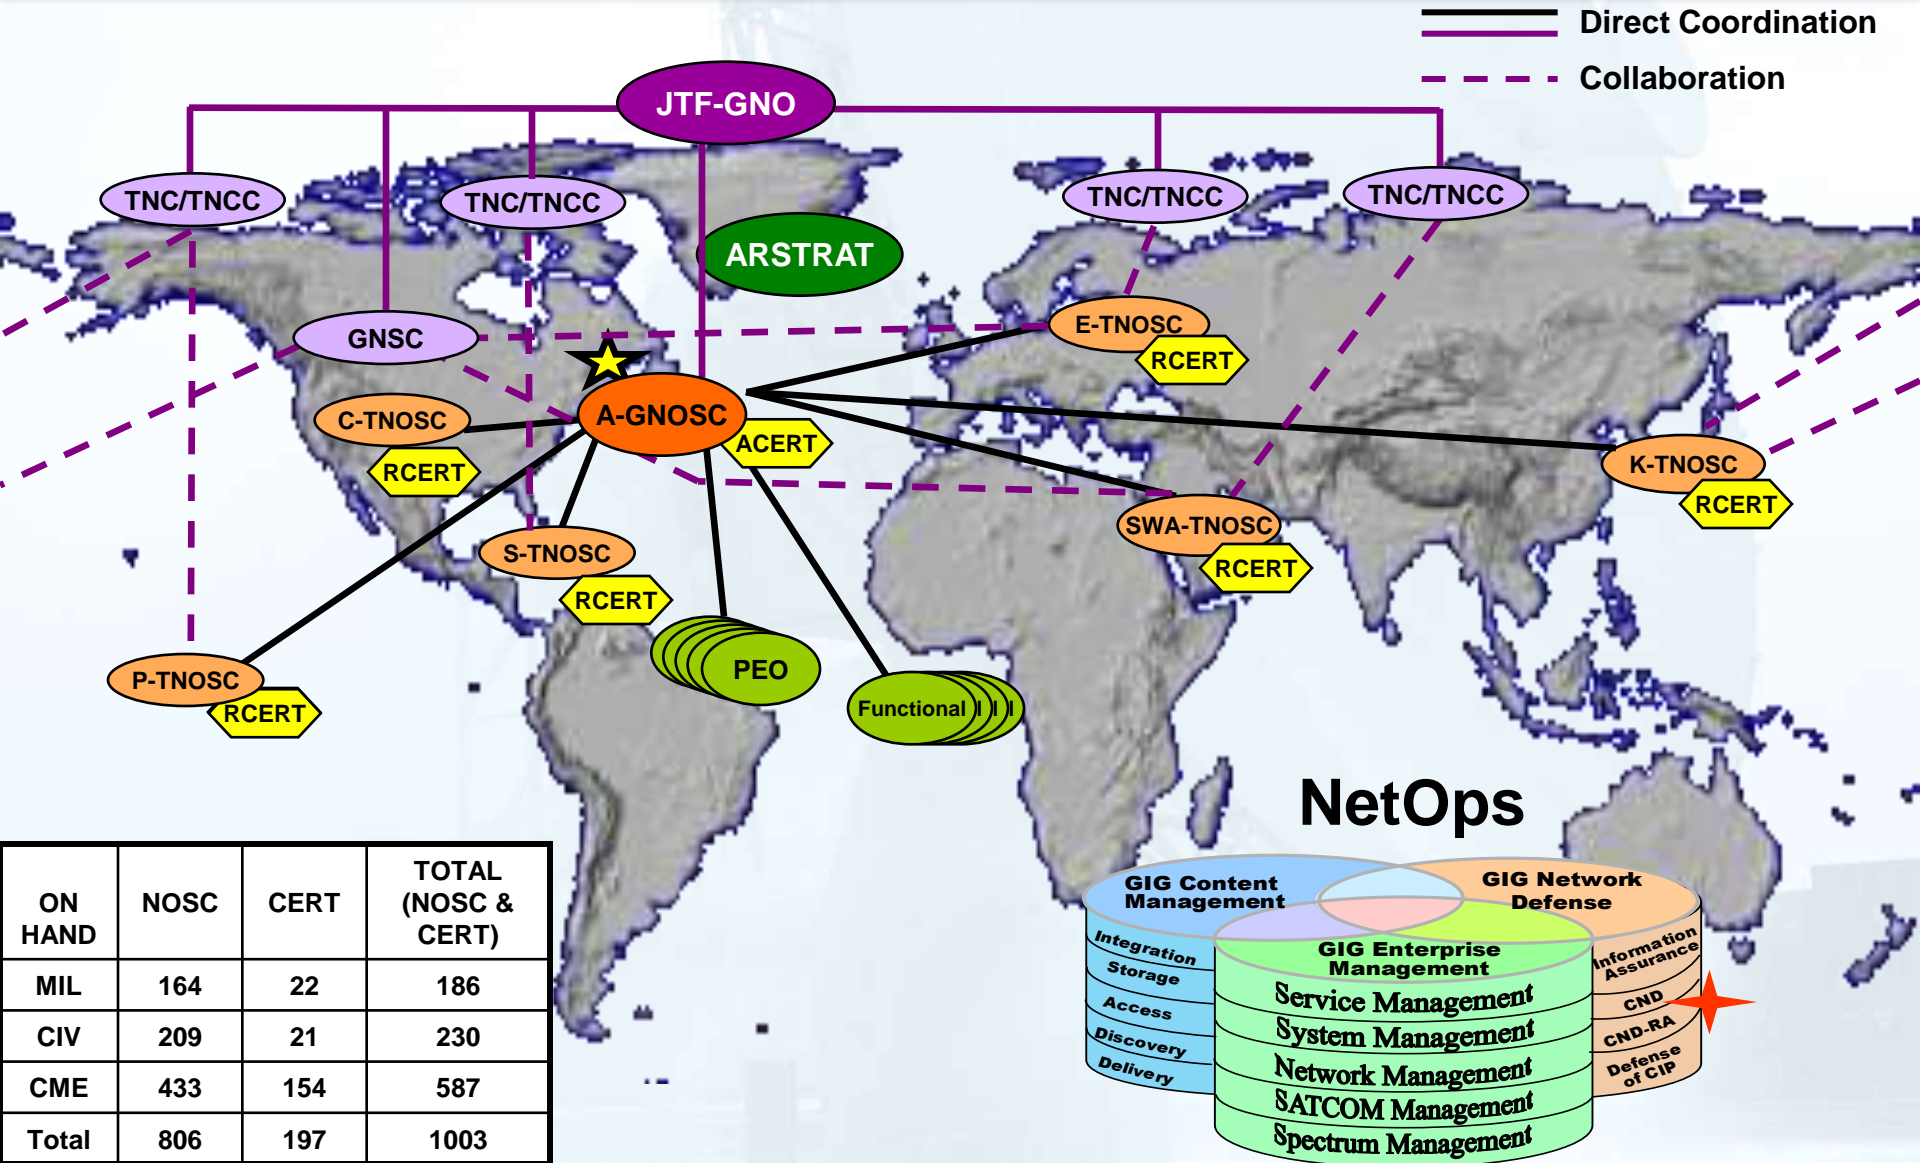 Direct Coordination
Collaboration
JTF-GNO
TNC/TNCC
TNC/TNCC
TNC/TNCC
TNC/TNCC
ARSTRAT
GNSC
E-TNOSC
RCERT
C-TNOSC
RCERT
A-GNOSC
ACERT
K-TNOSC
RCERT
S-TNOSC
RCERT
SWA-TNOSC
RCERT
P-TNOSC
RCERT
PEO
Functional l l l
NetOps
GIG Content
Management
GIG Network
Defense
GIG Enterprise
Management
Integration
Storage
Access
Discovery
Delivery
Service Management
System Management
Network Management
SATCOM Management
Spectrum Management
Information
Assurance
CND
CND-RA
Defense
of CIP
ON
HAND
NOSC
CERT
TOTAL
(NOSC &
CERT)
MIL 164 22 186
CIV 209 21 230
CME 433 154 587
Total 806 197 1003